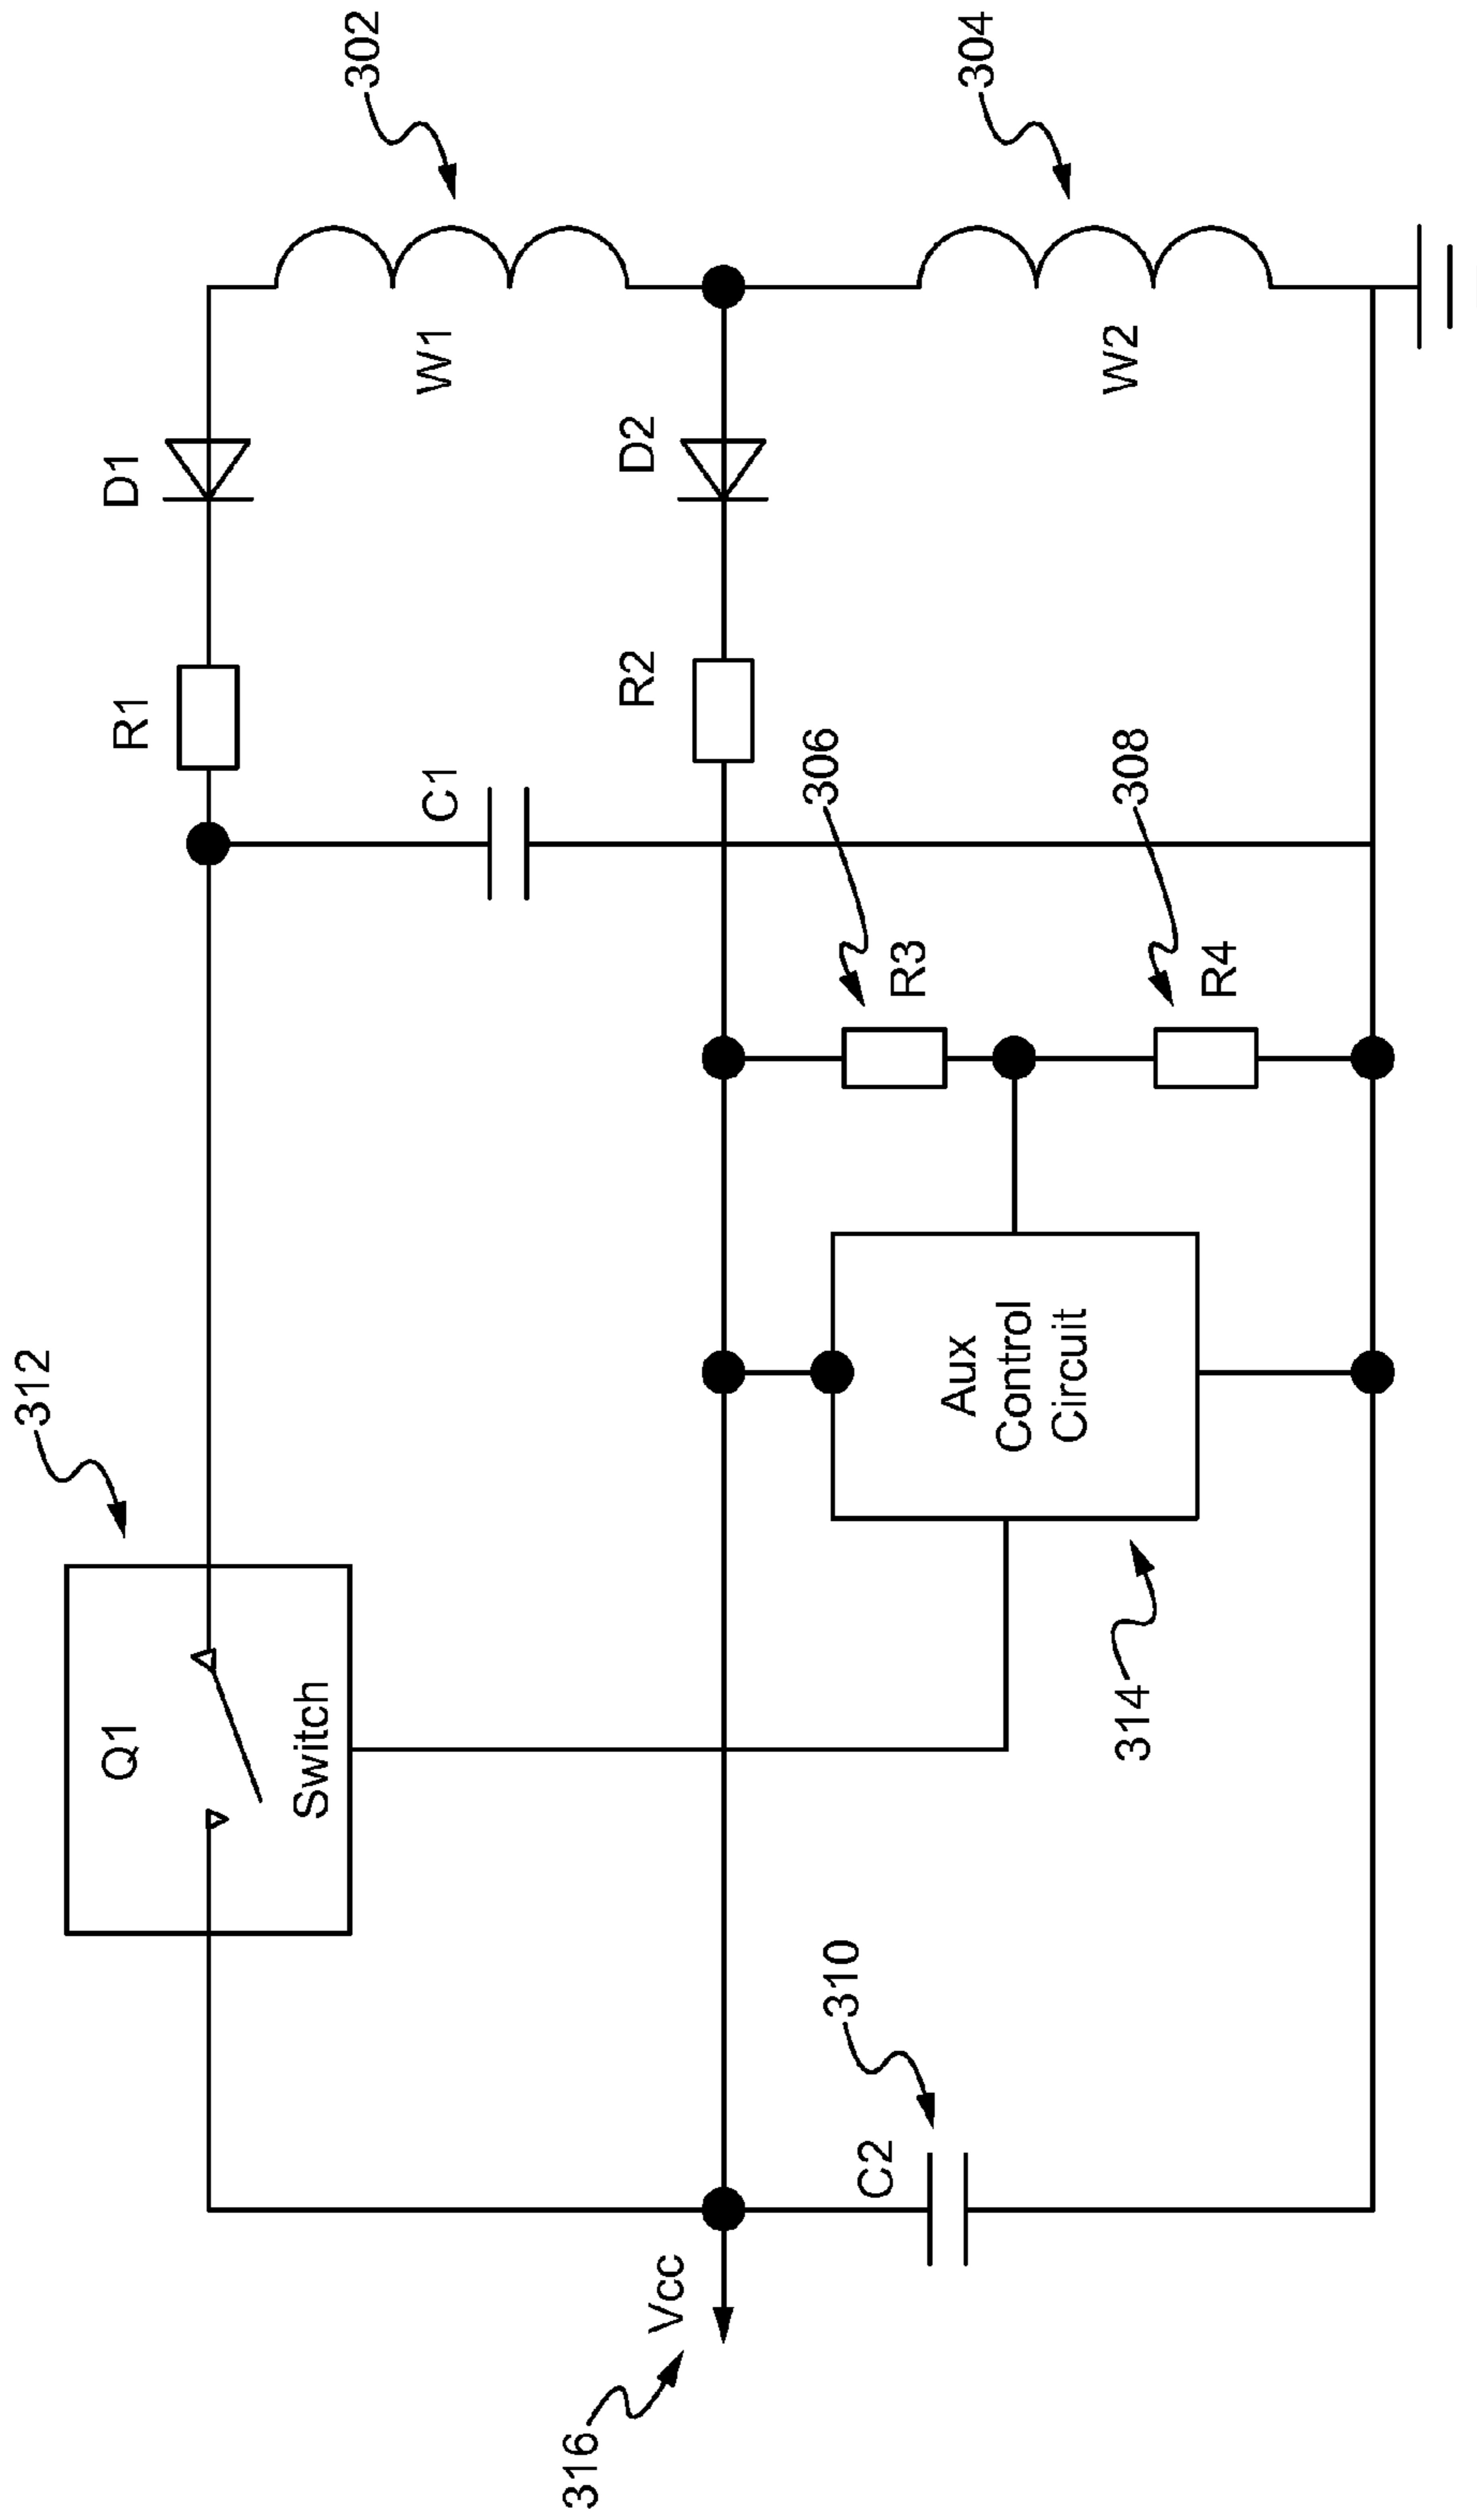 312
Q1
Switch
D1
R1
302
W1
C1
316
Vcc
D2
R2
306
R3
310
C2
Aux
Control
Circuit
314
308
R4
304
W2